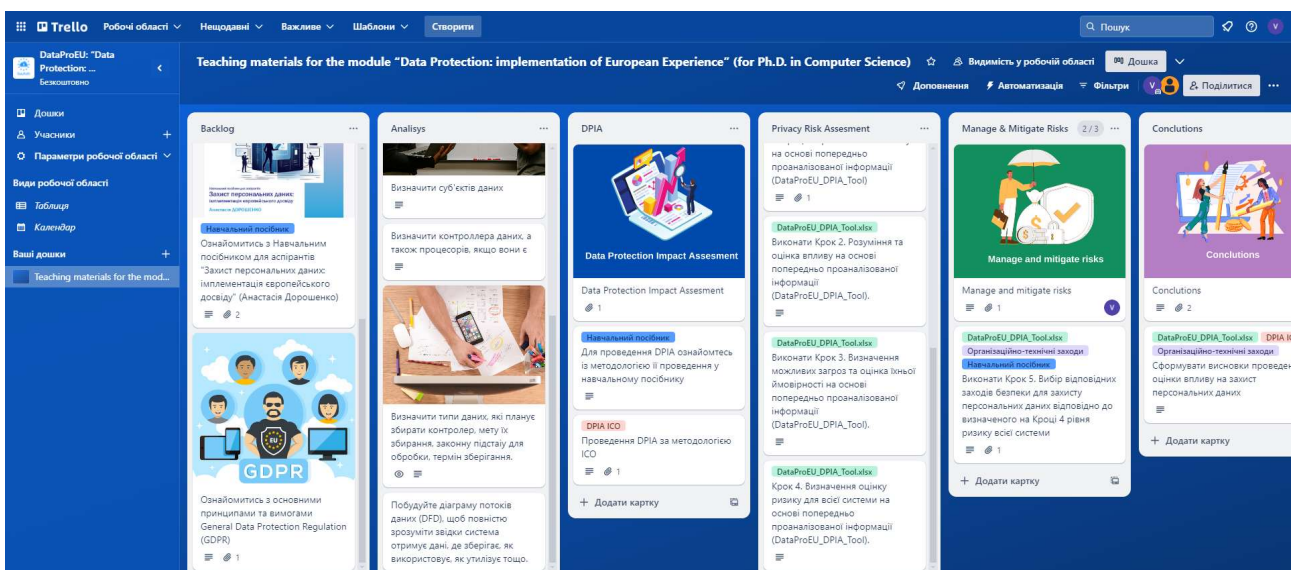 Trello
Робочі області
Нещодавні
Важливе
Шаблони
Створити
Пошук
V
DataProEU: "Data
Protection: ...
Безкоштовно
Teaching materials for the module "Data Protection: implementation of European Experience" (for Ph.D. in Computer Science)
Видимість у робочій області
Дошка
Доповнення
Автоматизація
Фільтри
V
Поділитися
Дошки
Учасники
Параметри робочої області
Види робочої області
Таблиця
Календар
Ваші дошки
Teaching materials for the mod...
Backlog
Захист персональних даних:
імплементація європейського
досвіду
Навчальний посібник
Ознайомитись з Навчальним
посібником для аспірантів
"Захист персональних даних:
імплементація європейського
досвіду" (Анастасія Дорошенко)
2
EU
GDPR
Ознайомитись з основними
принципами та вимогами
General Data Protection Regulation
(GDPR)
1
Analisys
Визначити суб'єктів даних
Визначити контроллера даних, а
також процесорів, якщо вони є
Визначити типи даних, які планує
збирати контролер, мету їх
збирання, законну підстаіу для
обробки, термін зберігання.
Побудуйте діаграму потоків
даних (DFD), щоб повністю
зрозуміти звідки система
отримує дані, де зберігає, як
використовує, як утилізує тощо.
DPIA
Data Protection Impact Assesment
Data Protection Impact Assesment
1
Навчальний посібник
Для проведення DPIA ознайомтесь
із методологією її проведення у
навчальному посібнику
DPIA ICO
Проведення DPIA за методологією
ICO
1
+ Додати картку
Privacy Risk Assesment
на основі попередньо
проаналізованої інформації
(DataProEU_DPIA_Tool)
1
DataProEU_DPIA_Tool.xlsx
Виконати Крок 2. Розуміння та
оцінка впливу на основі
попередньо проаналізованої
інформації
(DataProEU_DPIA_Tool).
DataProEU_DPIA_Tool.xlsx
Виконати Крок 3. Визначення
можливих загроз та оцінка їхньої
ймовірності на основі
попередньо проаналізованої
інформації
(DataProEU_DPIA_Tool).
DataProEU_DPIA_Tool.xlsx
Крок 4. Визначення оцінку
ризику для всієї системи на
основі попередньо
проаналізованої інформації
(DataProEU_DPIA_Tool).
Manage & Mitigate Risks
2/3
Manage and mitigate risks
Manage and mitigate risks
1
V
DataProEU_DPIA_Tool.xlsx
Організаційно-технічні заходи
Навчальний посібник
Виконати Крок 5. Вибір відповідних
заходів безпеки для захисту
персональних даних відповідно до
визначеного на Кроці 4 рівня
ризику всієї системи
1
+ Додати картку
Conclutions
Conclutions
Conclutions
2
DataProEU_DPIA_Tool.xlsx DPIA
Організаційно-технічні заходи
Сформувати висновки
оцінки впливу на захист
персональних даних
+ Додати картку